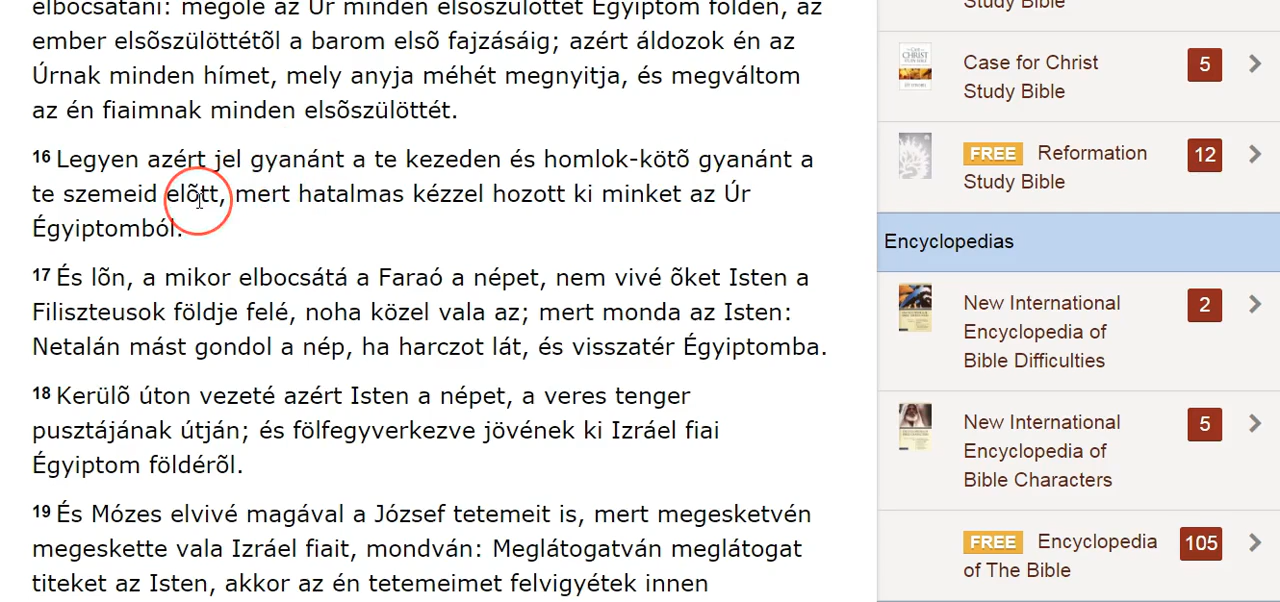 elbocsátani: megöle az Úr minden elsõszülöttet Égyiptom földén, az
ember elsõszülöttétõl a barom elsõ fajzásáig; azért áldozok én az
Úrnak minden hímet, mely anyja méhét megnyitja, és megváltom
az én fiaimnak minden elsõszülöttét.
16 Legyen azért jel gyanánt a te kezeden és homlok-kötõ gyanánt a
te szemeid elõtt, mert hatalmas kézzel hozott ki minket az Úr
Égyiptomból.
17 És lõn, a mikor elbocsátá a Faraó a népet, nem vivé õket Isten a
Filiszteusok földje felé, noha közel vala az; mert monda az Isten:
Netalán mást gondol a nép, ha harczot lát, és visszatér Égyiptomba.
18 Kerülõ úton vezeté azért Isten a népet, a veres tenger
pusztájának útján; és fölfegyverkezve jövének ki Izráel fiai
Égyiptom földérõl.
19 És Mózes elvivé magával a József tetemeit is, mert megesketvén
megeskette vala Izráel fiait, mondván: Meglátogatván meglátogat
titeket az Isten, akkor az én tetemeimet felvigyétek innen
Study Bible
Case for Christ 5
Study Bible
FREE Reformation 12
Study Bible
Encyclopedias
New International 2
Encyclopedia of
Bible Difficulties
New International 5
Encyclopedia of
Bible Characters
FREE Encyclopedia 105
of The Bible